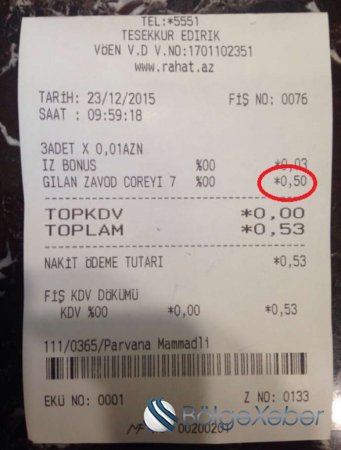 TEL:*5551
TESEKKUR EDIRIK
VÖEN V.D V.NO:1701102351
www.rahat.az
TARİH: 23/12/2015 FİŞ NO: 0076
SAAT : 09:59:18
3ADET X 0,01AZN
IZ BONUS %00 *0,03
GILAN ZAVOD COREYI 7 %00 *0,50
TOPKDV *0,00
TOPLAM *0,53
NAKİT ÖDEME TUTARI *0,53
FİŞ KDV DÖKÜMÜ
KDV %00 *0,00 *0,53
111/0365/Parvana Mammadli
EKÜ NO: 0001 Z NO: 0133
BölgəXəbər
00200201